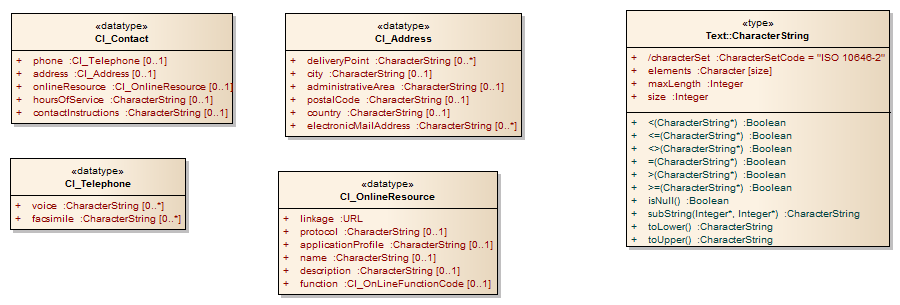 «datatype»
CI_Contact
+ phone :CI_Telephone [0..1]
+ address :CI_Address [0..1]
+ onlineResource :CI_OnlineResource [0..1]
+ hoursOfService :CharacterString [0..1]
+ contactInstructions :CharacterString [0..1]
«datatype»
CI_Address
+ deliveryPoint :CharacterString [0..*]
+ city :CharacterString [0..1]
+ administrativeArea :CharacterString [0..1]
+ postalCode :CharacterString [0..1]
+ country :CharacterString [0..1]
+ electronicMailAddress :CharacterString [0..*]
«type»
Text::CharacterString
+ /characterSet :CharacterSetCode = "ISO 10646-2"
+ elements :Character [size]
+ maxLength :Integer
+ size :Integer
+ <(CharacterString*) :Boolean
+ <=(CharacterString*) :Boolean
+ <>(CharacterString*) :Boolean
+ =(CharacterString*) :Boolean
+ >(CharacterString*) :Boolean
+ >=(CharacterString*) :Boolean
+ isNull() :Boolean
+ subString(Integer*, Integer*) :CharacterString
+ toLower() :CharacterString
+ toUpper() :CharacterString
«datatype»
CI_Telephone
+ voice :CharacterString [0..*]
+ facsimile :CharacterString [0..*]
«datatype»
CI_OnlineResource
+ linkage :URL
+ protocol :CharacterString [0..1]
+ applicationProfile :CharacterString [0..1]
+ name :CharacterString [0..1]
+ description :CharacterString [0..1]
+ function :CI_OnLineFunctionCode [0..1]